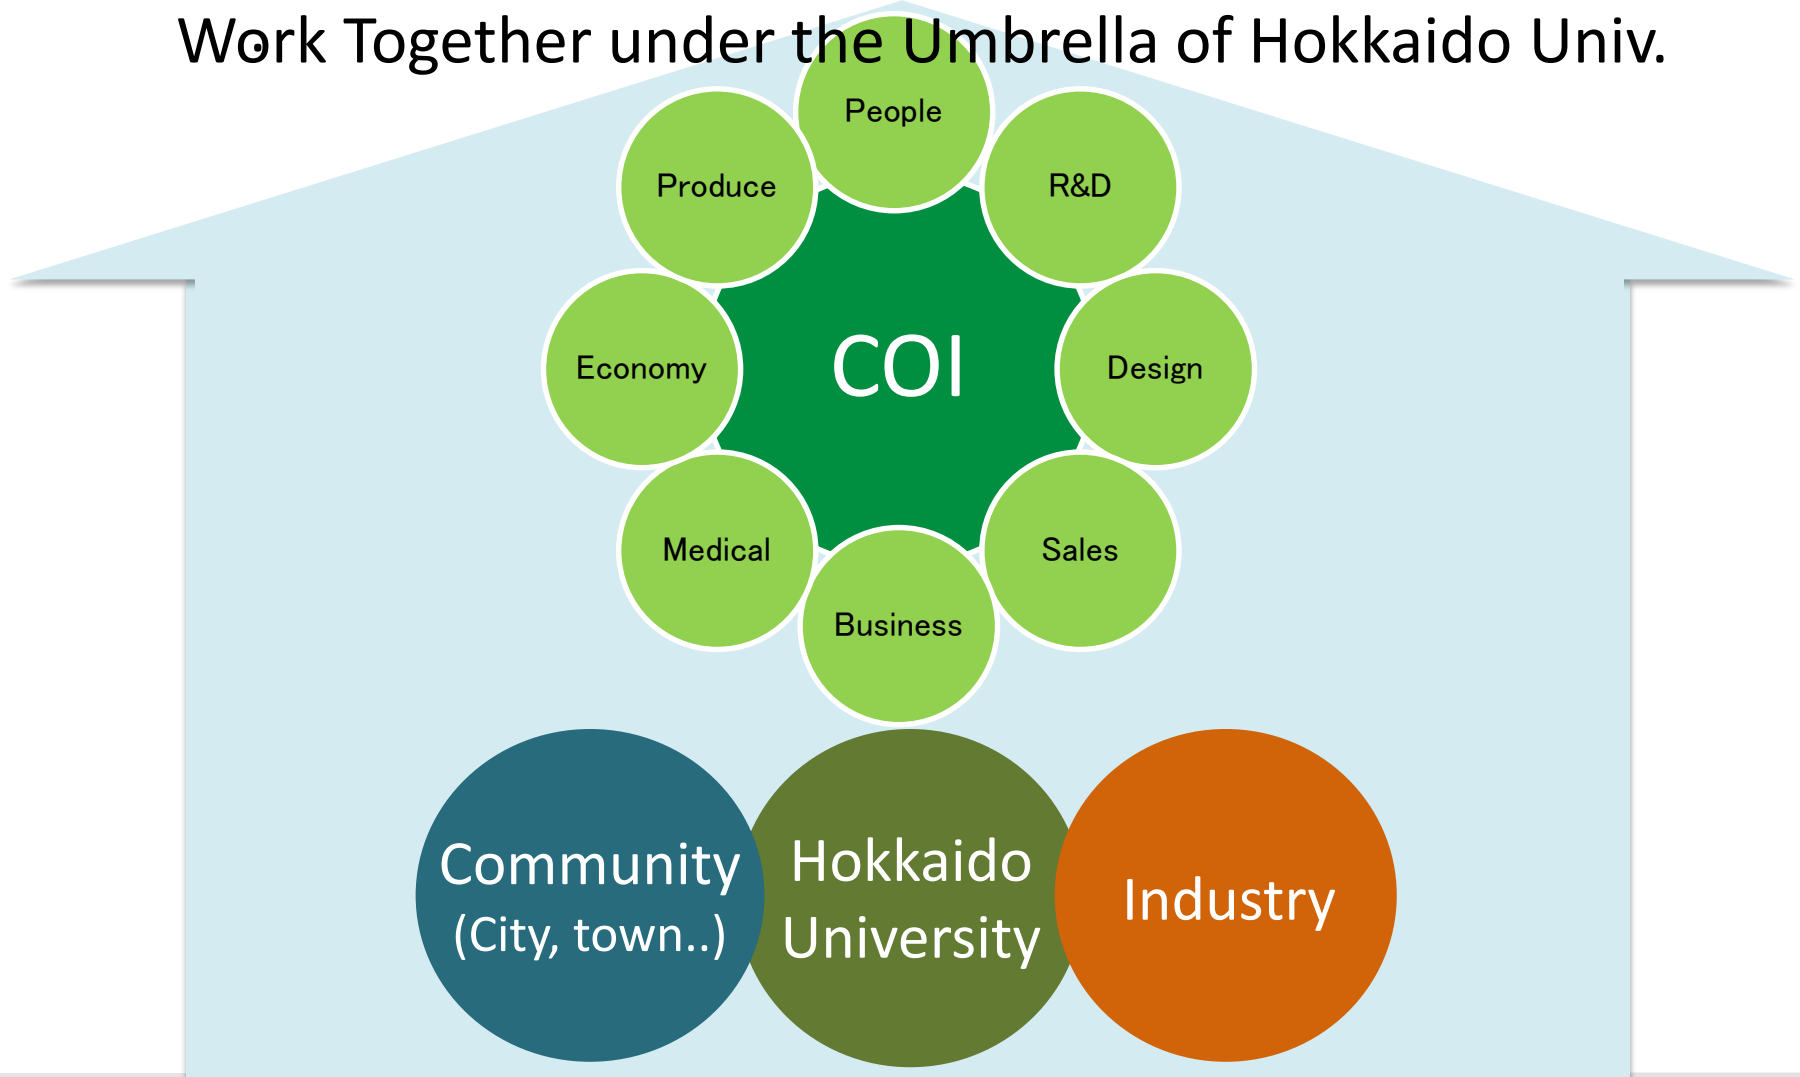 Work Together under the Umbrella of Hokkaido Univ.
People
Produce
R&D
Economy
COI
Design
Medical
Sales
Business
Community
(City, town..)
Hokkaido
University
Industry